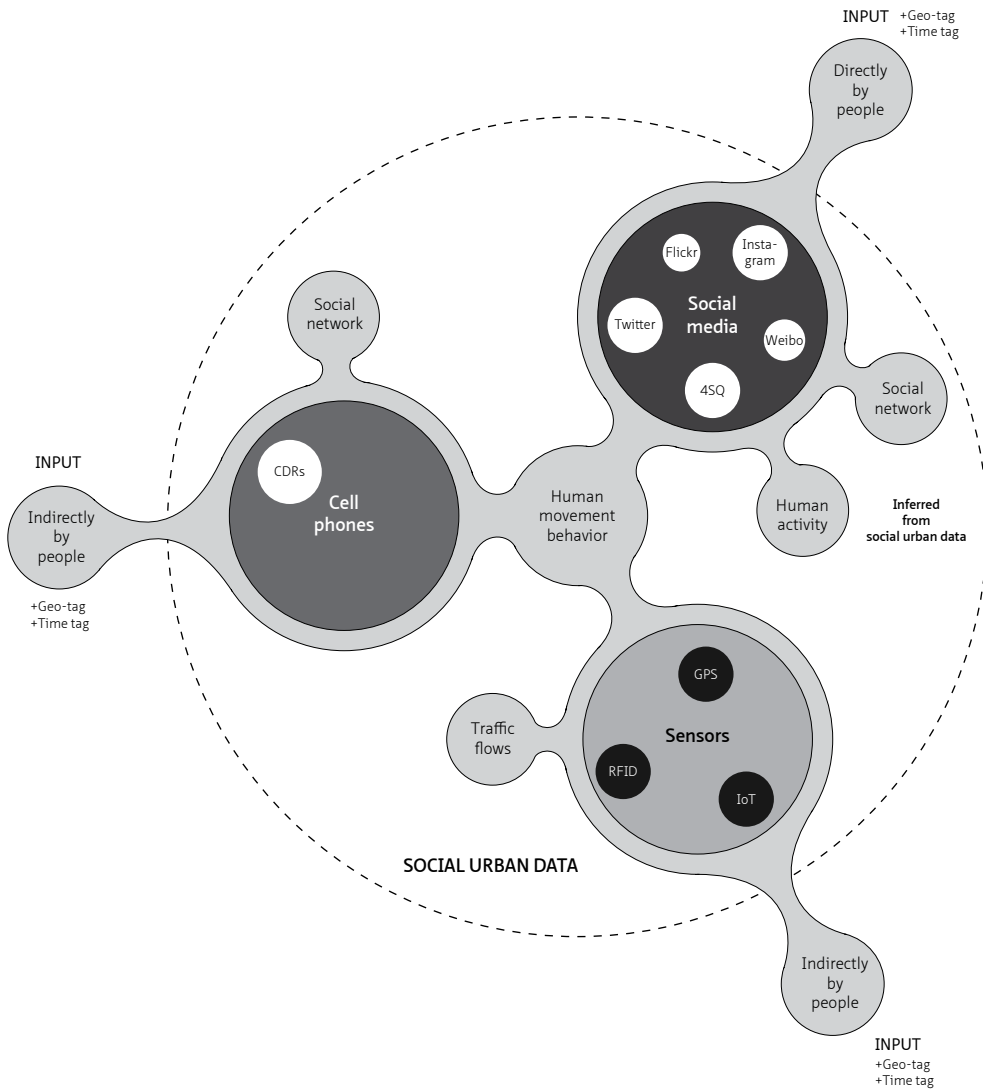 INPUT
+Geo-tag
+Time tag
Directly
by
people
Flickr
Insta-
gram
Social
media
Twitter
Weibo
4SQ
Social
network
Social
network
Human
activity
Inferred
from
social urban data
INPUT
Indirectly
by
people
+Geo-tag
+Time tag
CDRs
Cell
phones
Human
movement
behavior
Traffic
flows
GPS
Sensors
RFID
IoT
SOCIAL URBAN DATA
Indirectly
by
people
INPUT
+Geo-tag
+Time tag